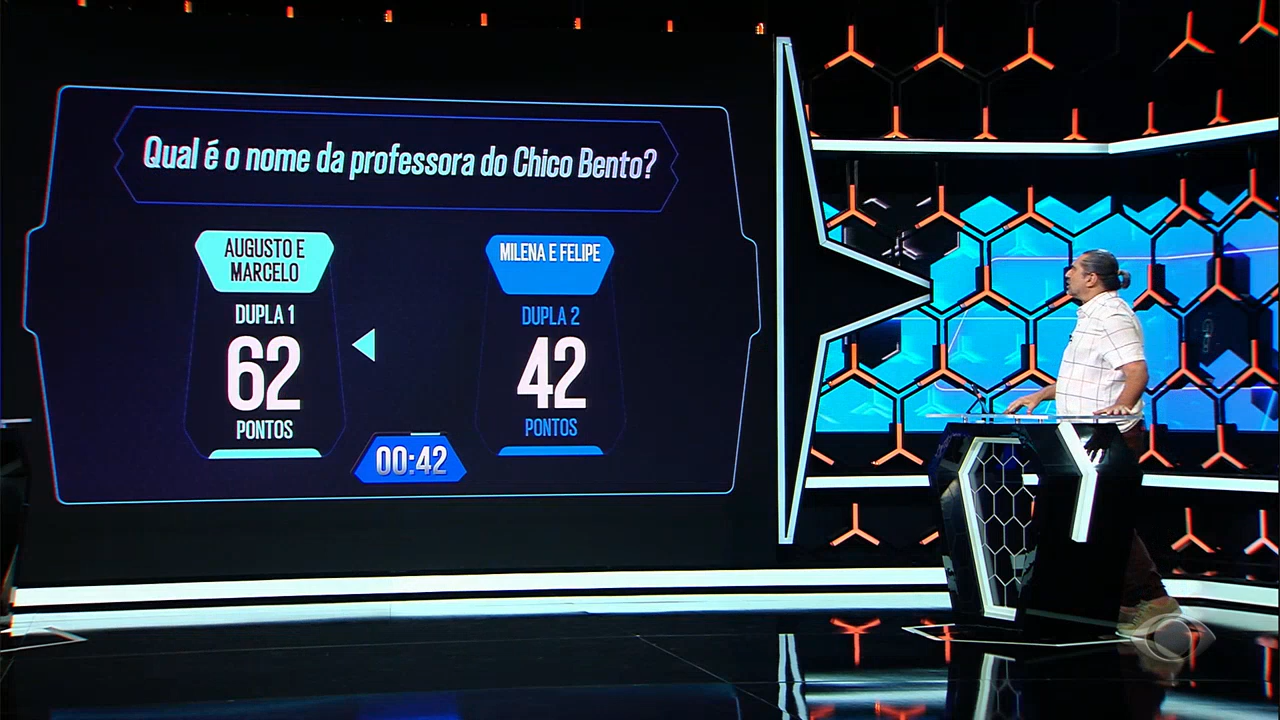 Qual é o nome da professora do Chico Bento?
AUGUSTO E
MARCELO
DUPLA 1
62
PONTOS
MILENA E FELIPE
DUPLA 2
42
PONTOS
00:42